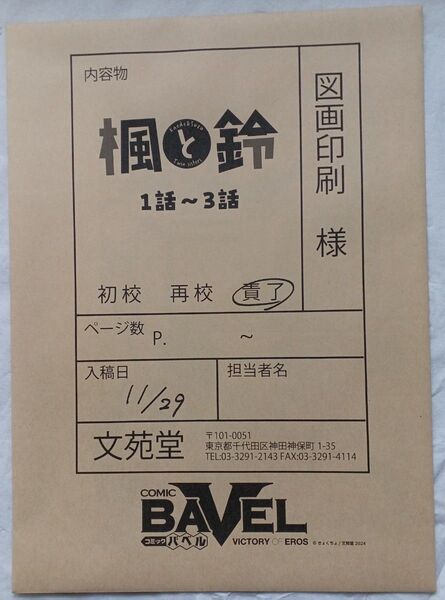 内容物
図画印刷 様
楓と鈴
Kaede&Suzu
Twin sisters
1話～3話
初校 再校 責了
ページ数 P. ～
入稿日
11/29
担当者名
文苑堂
〒101-0051
東京都千代田区神田神保町 1-35
TEL:03-3291-2143 FAX:03-3291-4114
COMIC
BAVEL
コミックバベル
VICTORY OF EROS
©きょくちょ/文苑堂 2024